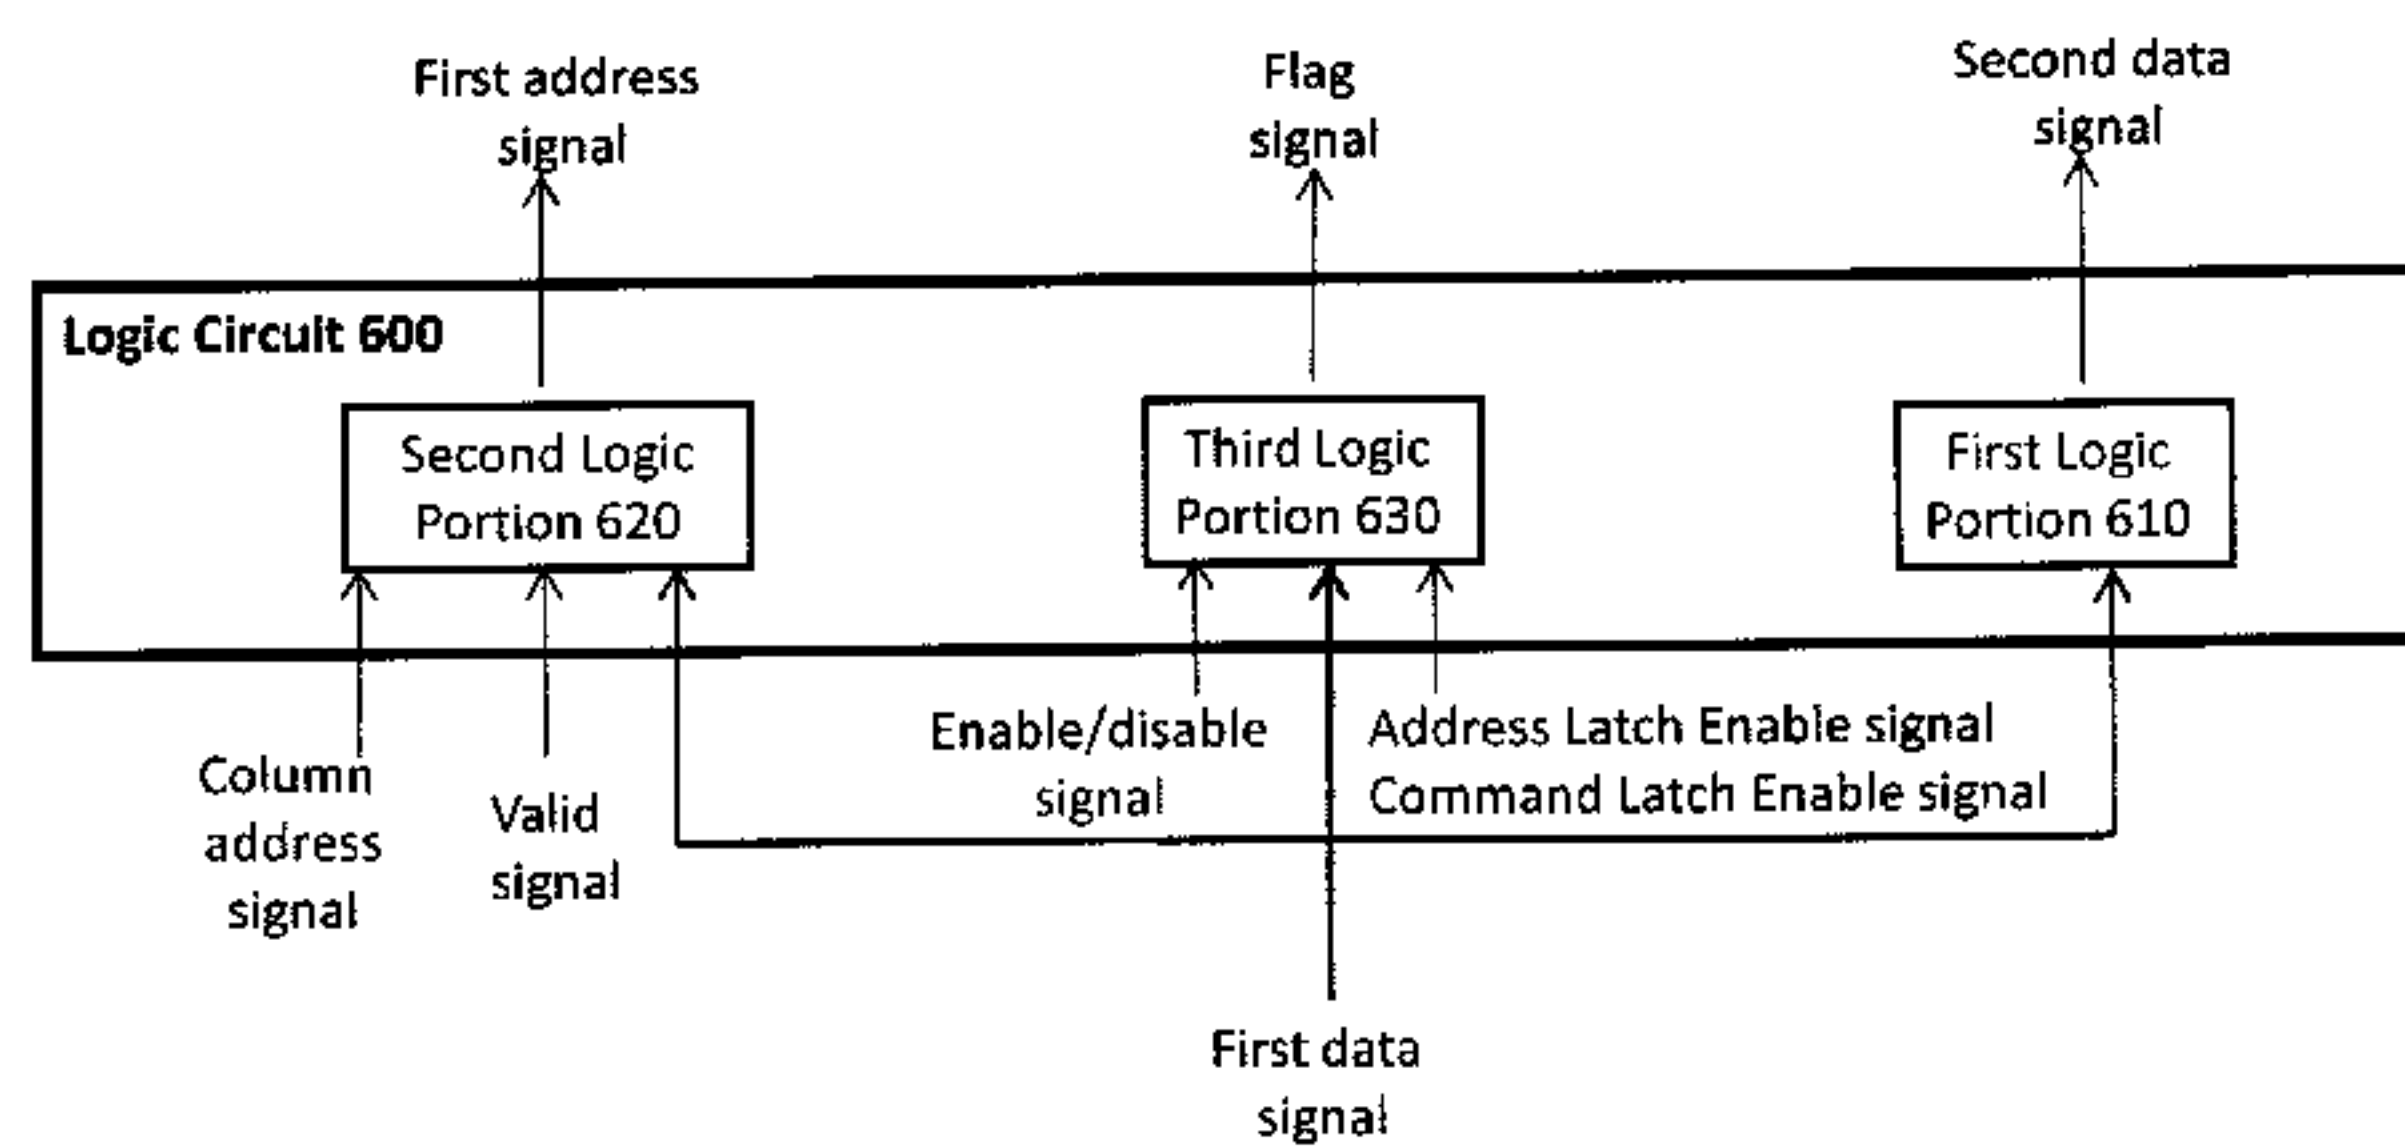 First address
signal
Flag
signal
Second data
signal
Logic Circuit 600
Second Logic
Portion 620
Third Logic
Portion 630
First Logic
Portion 610
Column
address
signal
Valid
signal
Enable/disable
signal
Address Latch Enable signal
Command Latch Enable signal
First data
signal